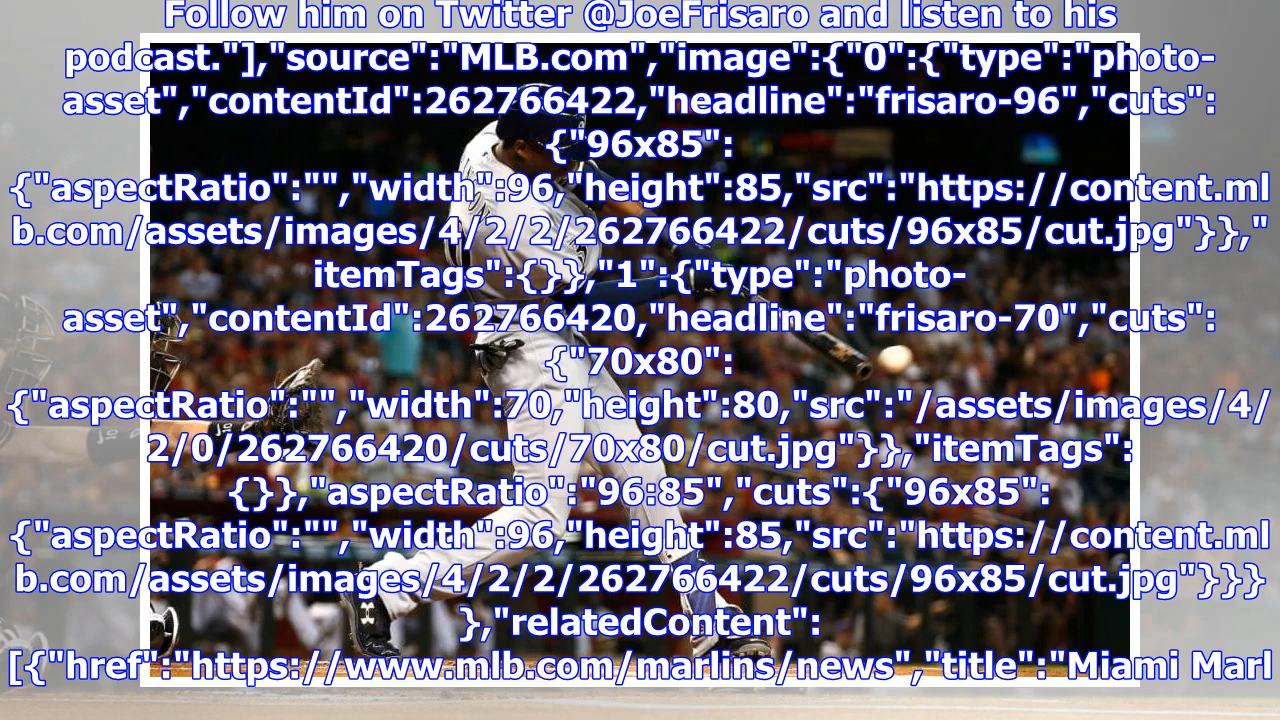 Follow him on Twitter @JoeFrisaro and listen to his
podcast."],"source":"MLB.com","image":{"0":{"type":"photo-
asset","contentId":262766422,"headline":"frisaro-96","cuts":
{"96x85":
{"aspectRatio":"","width":96,"height":85,"src":"https://content.ml
b.com/assets/images/4/2/2/262766422/cuts/96x85/cut.jpg"}},"
itemTags":{}},"1":{"type":"photo-
asset","contentId":262766420,"headline":"frisaro-70","cuts":
{"70x80":
{"aspectRatio":"","width":70,"height":80,"src":"/assets/images/4/
2/0/262766420/cuts/70x80/cut.jpg"}},"itemTags":
{}},"aspectRatio":"96:85","cuts":{"96x85":
{"aspectRatio":"","width":96,"height":85,"src":"https://content.ml
b.com/assets/images/4/2/2/262766422/cuts/96x85/cut.jpg"}}}
},"relatedContent":
[{"href":"https://www.mlb.com/marlins/news","title":"Miami Marl